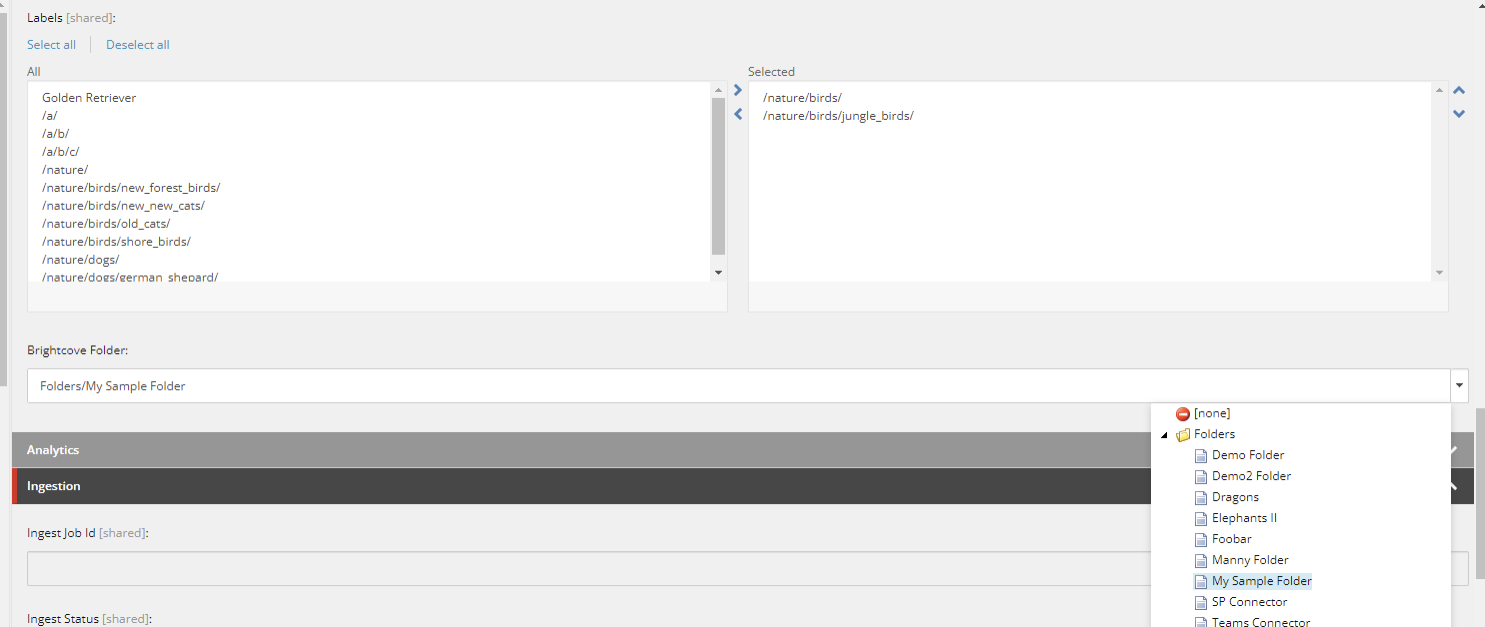 Labels [shared]:
Select all
Deselect all
All
Golden Retriever
/a/
/a/b/
/a/b/c/
/nature/
/nature/birds/new_forest_birds/
/nature/birds/new_new_cats/
/nature/birds/old_cats/
/nature/birds/shore_birds/
/nature/dogs/
/nature/dogs/german_shepard/
Selected
/nature/birds/
/nature/birds/jungle_birds/
Brightcove Folder:
Folders/My Sample Folder
[none]
Folders
Demo Folder
Demo2 Folder
Dragons
Elephants II
Foobar
Manny Folder
My Sample Folder
SP Connector
Teams Connector
Analytics
Ingestion
Ingest Job Id [shared]:
Ingest Status [shared]: